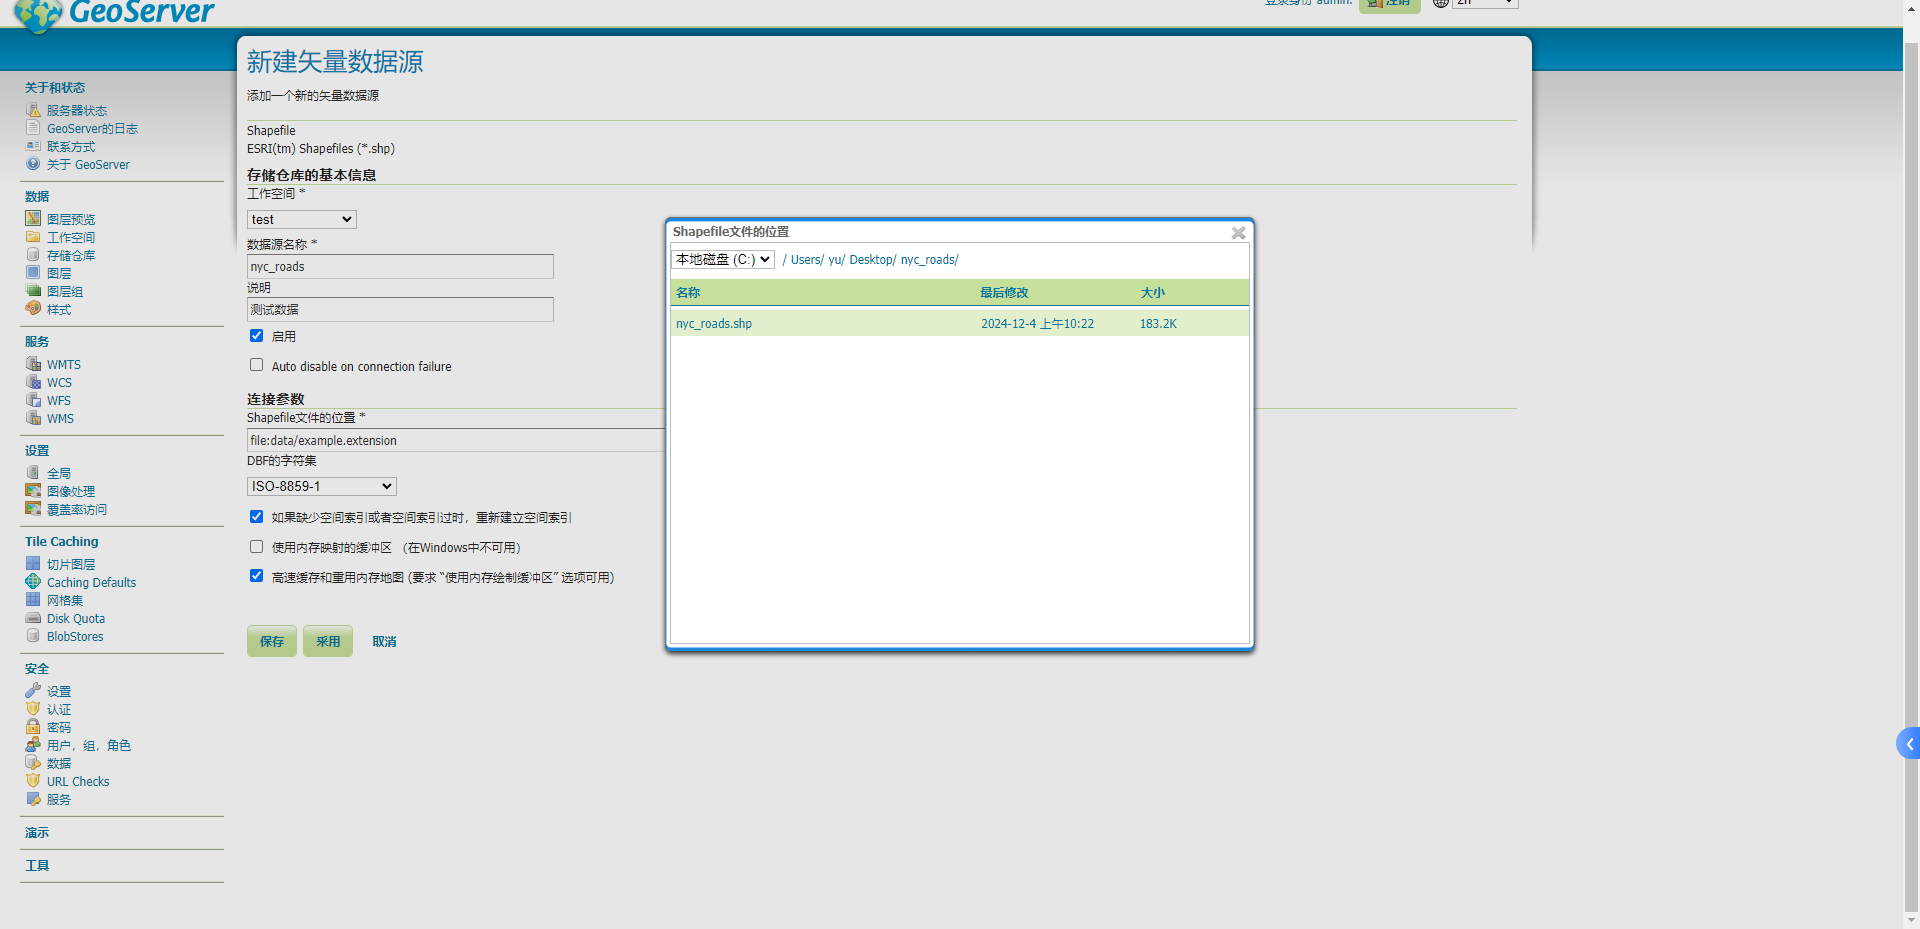 GeoServer
登录身份 admin.
注销
zh
新建矢量数据源
添加一个新的矢量数据源
关于和状态
服务器状态
GeoServer的日志
联系方式
关于 GeoServer
数据
图层预览
工作空间
存储仓库
图层
图层组
样式
服务
WMTS
WCS
WFS
WMS
设置
全局
图像处理
覆盖率访问
Tile Caching
切片图层
Caching Defaults
网格集
Disk Quota
BlobStores
安全
设置
认证
密码
用户，组，角色
数据
URL Checks
服务
演示
工具
Shapefile
ESRI(tm) Shapefiles (*.shp)
存储仓库的基本信息
工作空间 *
test
数据源名称 *
nyc_roads
说明
测试数据
启用
Auto disable on connection failure
连接参数
Shapefile文件的位置 *
file:data/example.extension
DBF的字符集
ISO-8859-1
如果缺少空间索引或者空间索引过时，重新建立空间索引
使用内存映射的缓冲区 （在Windows中不可用)
高速缓存和重用内存地图 (要求 “使用内存绘制缓冲区” 选项可用)
保存 采用 取消
Shapefile文件的位置
本地磁盘 (C:) / Users/ yu/ Desktop/ nyc_roads/
名称 最后修改 大小
nyc_roads.shp 2024-12-4 上午10:22 183.2K